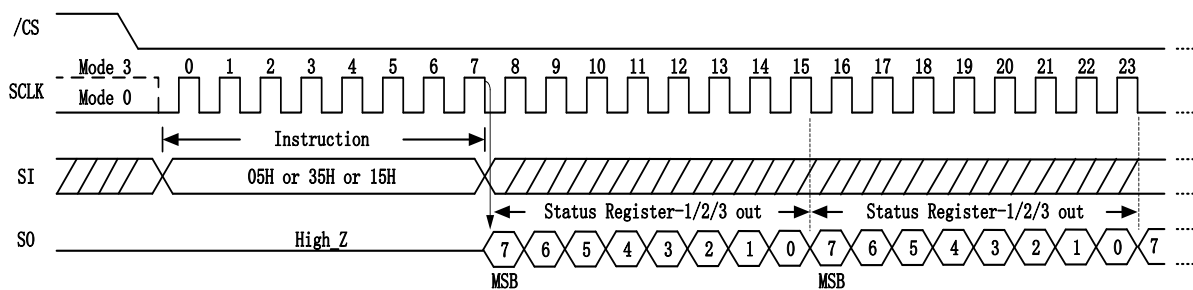 /CS
Mode 3
0 1 2 3 4 5 6 7 8 9 10 11 12 13 14 15 16 17 18 19 20 21 22 23
SCLK
Mode 0
Instruction
SI
05H or 35H or 15H
Status Register-1/2/3 out
Status Register-1/2/3 out
SO
High_Z
7 6 5 4 3 2 1 0 7 6 5 4 3 2 1 0 7
MSB
MSB